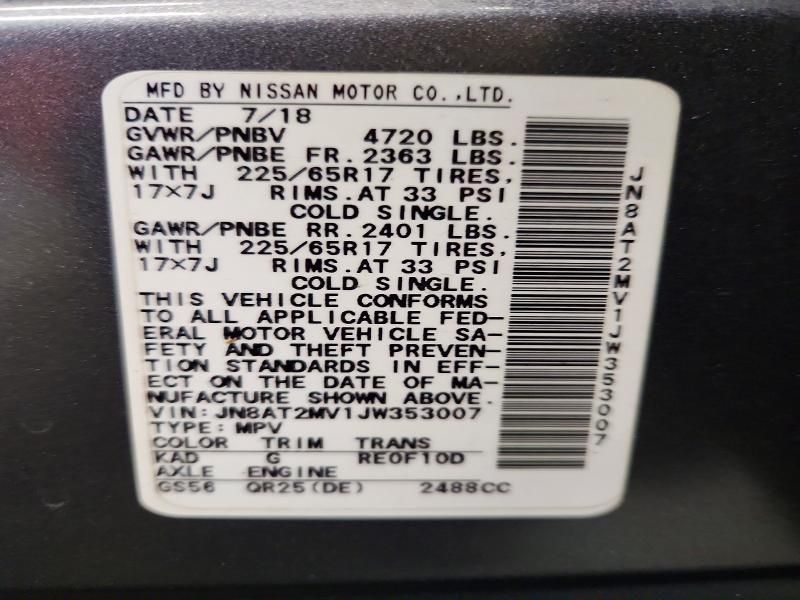 MFD BY NISSAN MOTOR CO.,LTD.
DATE 7/18
GVWR/PNBV 4720 LBS.
GAWR/PNBE FR. 2363 LBS.
WITH 225/65R17 TIRES,
17X7J RIMS.AT 33 PSI
COLD SINGLE.
GAWR/PNBE RR. 2401 LBS.
WITH 225/65R17 TIRES,
17X7J RIMS.AT 33 PSI
COLD SINGLE.
THIS VEHICLE CONFORMS
TO ALL APPLICABLE FED-
ERAL MOTOR VEHICLE SA-
FETY AND THEFT PREVEN-
TION STANDARDS IN EFF-
ECT ON THE DATE OF MA-
NUFACTURE SHOWN ABOVE.
VIN:JN8AT2MV1JW353007
TYPE:MPV
COLOR TRIM TRANS
KAD G RE0F10D
AXLE ENGINE
GS56 QR25(DE) 2488CC
JN8AT2MV1JW353007